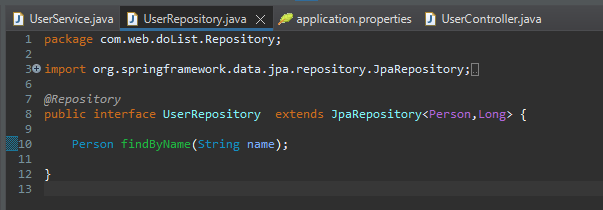 UserService.java UserRepository.java application.properties UserController.java
1 package com.web.doList.Repository;
2
3 import org.springframework.data.jpa.repository.JpaRepository;
6
7 @Repository
8 public interface UserRepository  extends JpaRepository<Person,Long> {
9
10     Person findByName(String name);
11
12 }
13